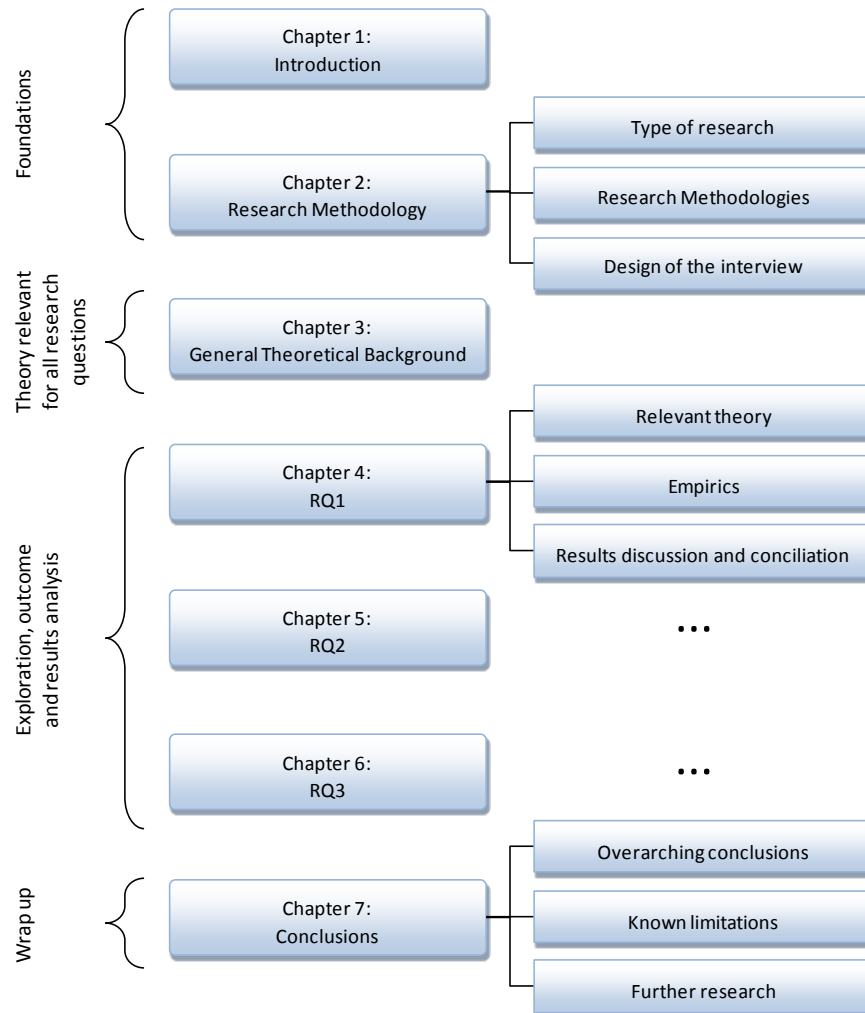 Foundations
Chapter 1:
Introduction
Chapter 2:
Research Methodology
Type of research
Research Methodologies
Design of the interview
Theory relevant
for all research
questions
Chapter 3:
General Theoretical Background
Exploration, outcome
and results analysis
Chapter 4:
RQ1
Relevant theory
Empirics
Results discussion and conciliation
Chapter 5:
RQ2
...
Chapter 6:
RQ3
...
Wrap up
Chapter 7:
Conclusions
Overarching conclusions
Known limitations
Further research